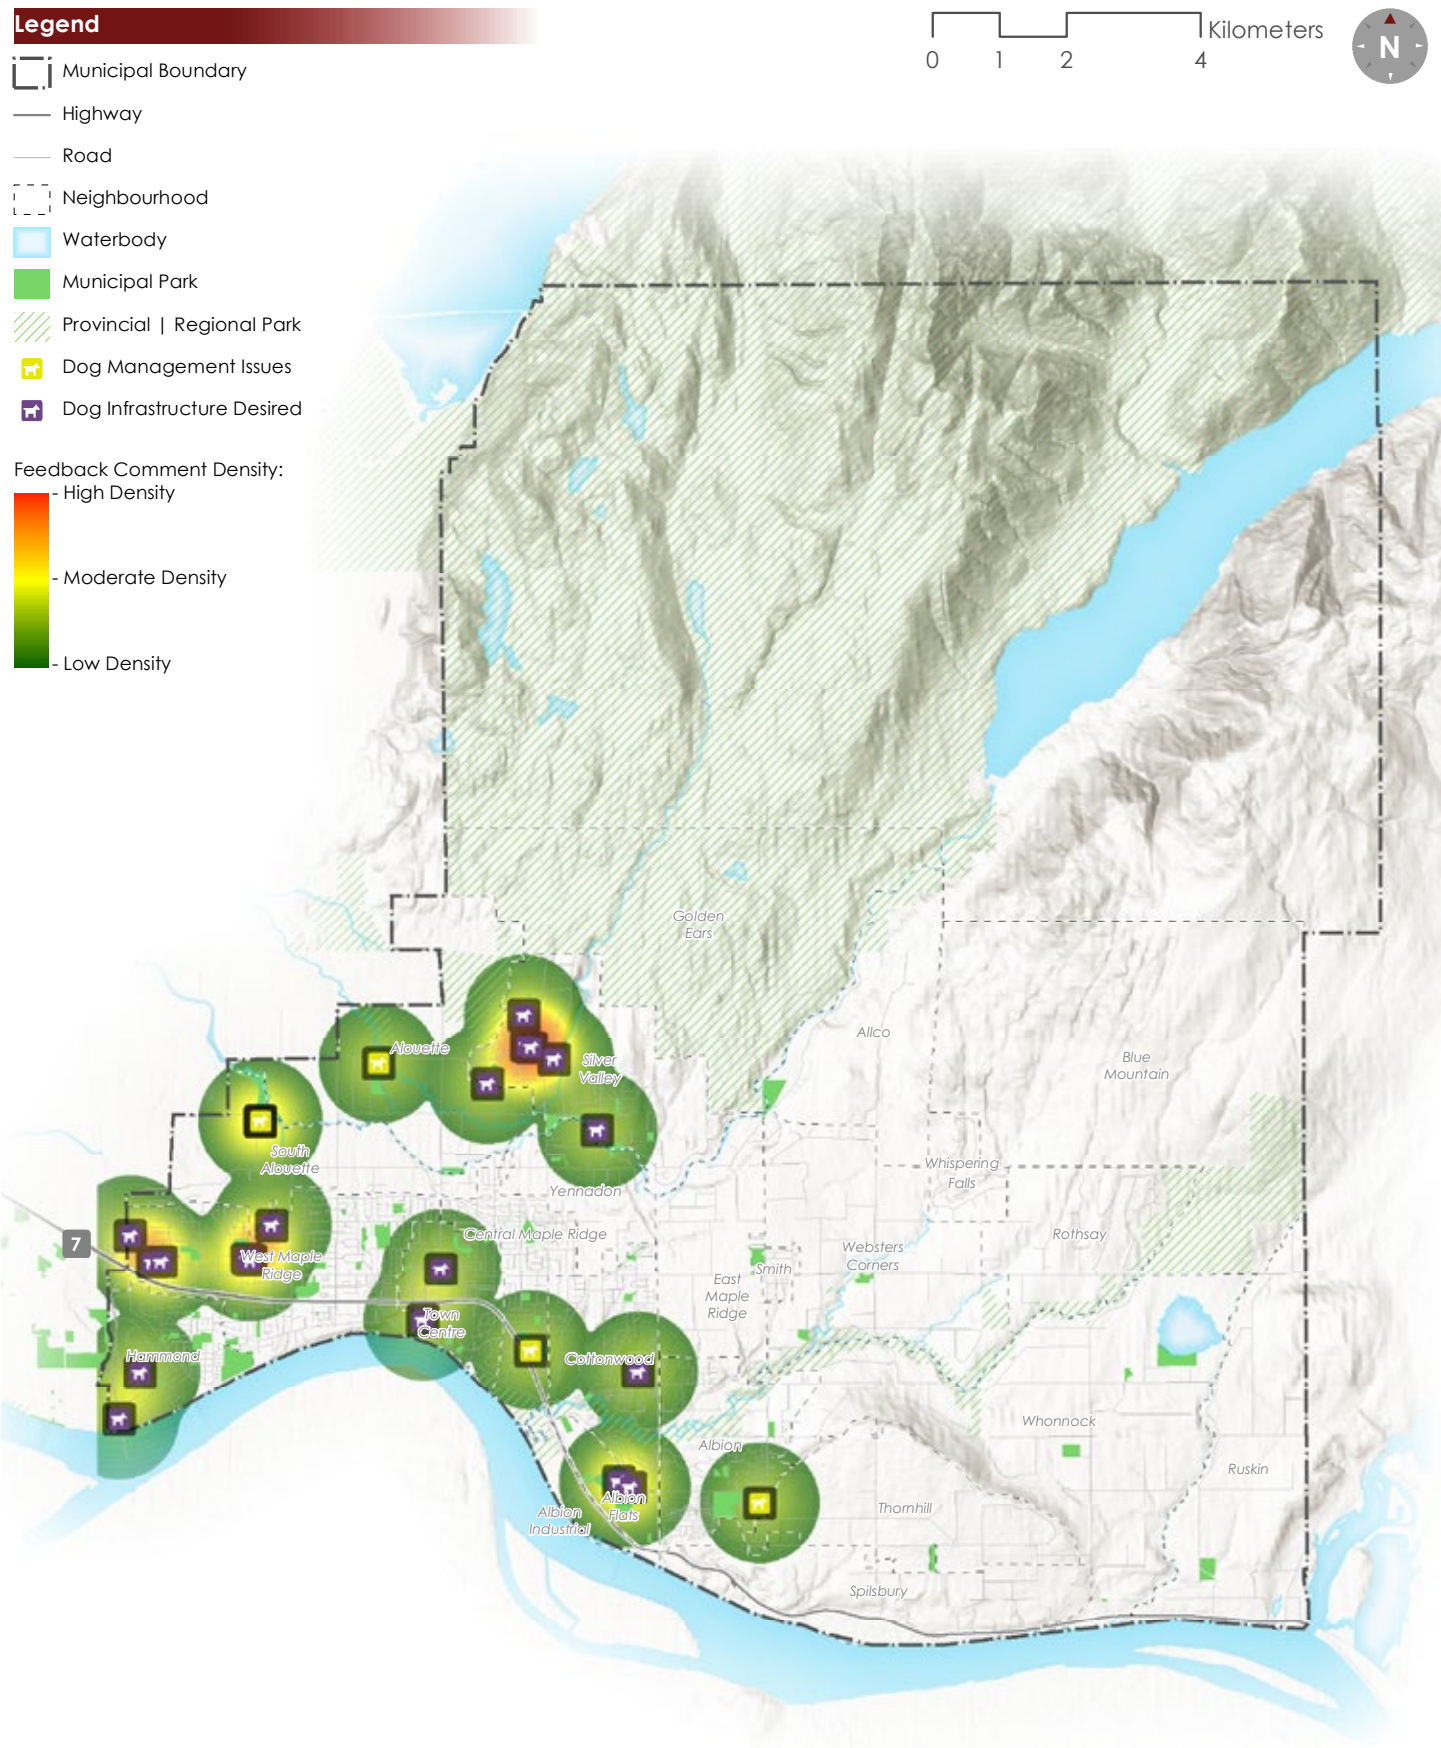 Legend
Municipal Boundary
Highway
Road
Neighbourhood
Waterbody
Municipal Park
Provincial | Regional Park
Dog Management Issues
Dog Infrastructure Desired
Feedback Comment Density:
- High Density
- Moderate Density
- Low Density
Kilometers
0 1 2 4
N
Golden
Ears
Allco
Blue
Mountain
Alouette
Silver
Valley
South
Alouette
Yennadon
Whispering
Falls
7
Central Maple Ridge
West Maple
Ridge
Websters
Corners
Rothsay
Smith
East
Maple
Ridge
Town
Centre
Hammond
Cottonwood
Whonnock
Albion
Ruskin
Albion
Flats
Albion
Industrial
Thornhill
Spilsbury